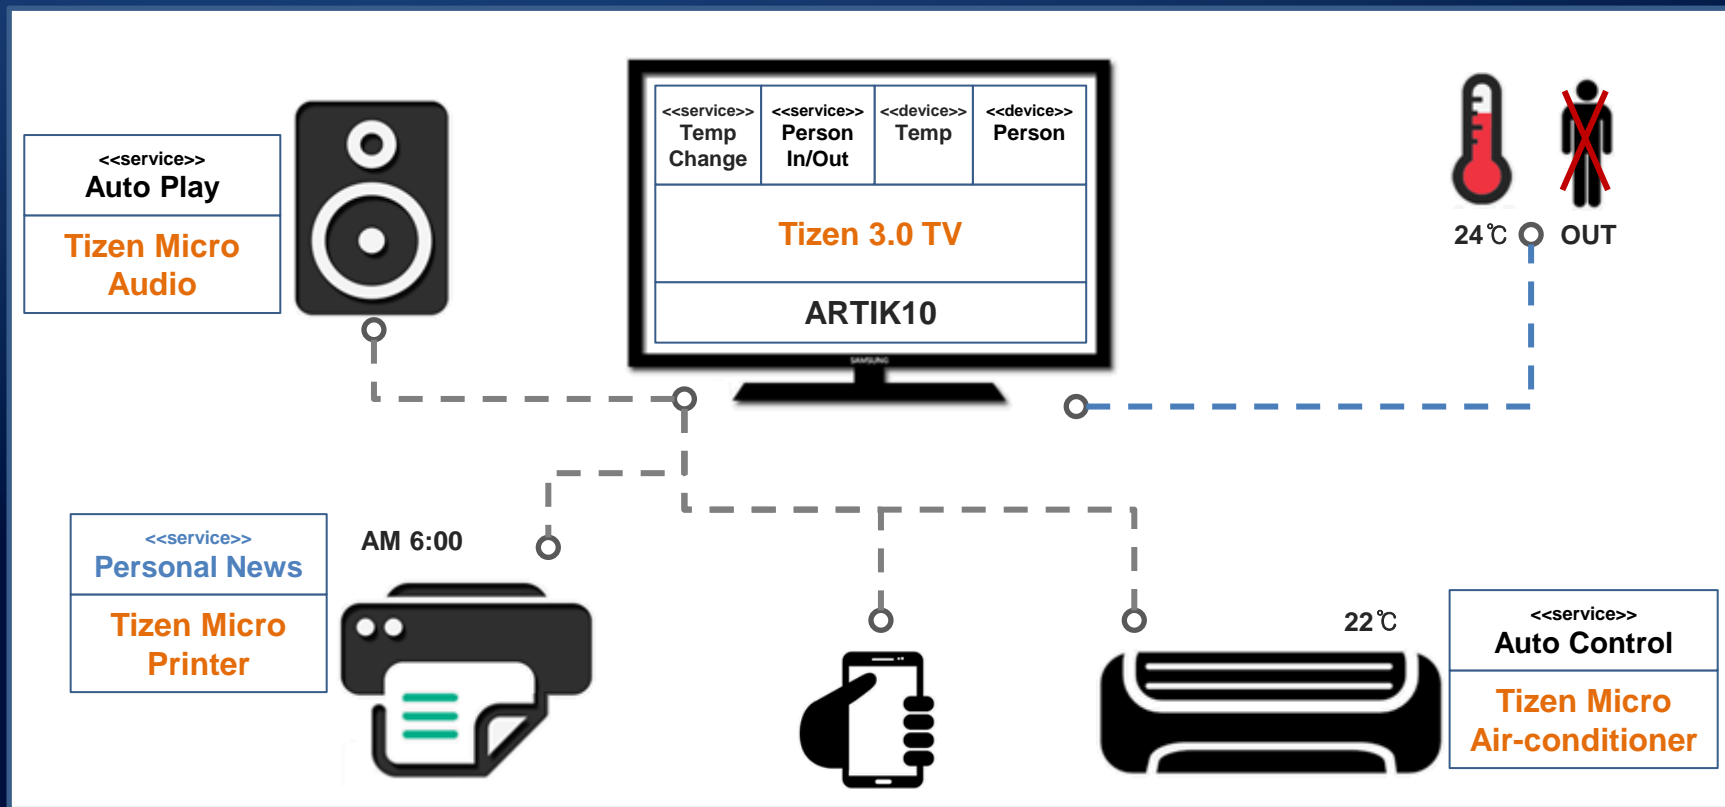 <<service>>
Auto Play
Tizen Micro
Audio
<<service>>
Temp
Change
<<service>>
Person
In/Out
<<device>>
Temp
<<device>>
Person
Tizen 3.0 TV
ARTIK10
SAMSUNG
24℃
OUT
<<service>>
Personal News
Tizen Micro
Printer
AM 6:00
22℃
<<service>>
Auto Control
Tizen Micro
Air-conditioner